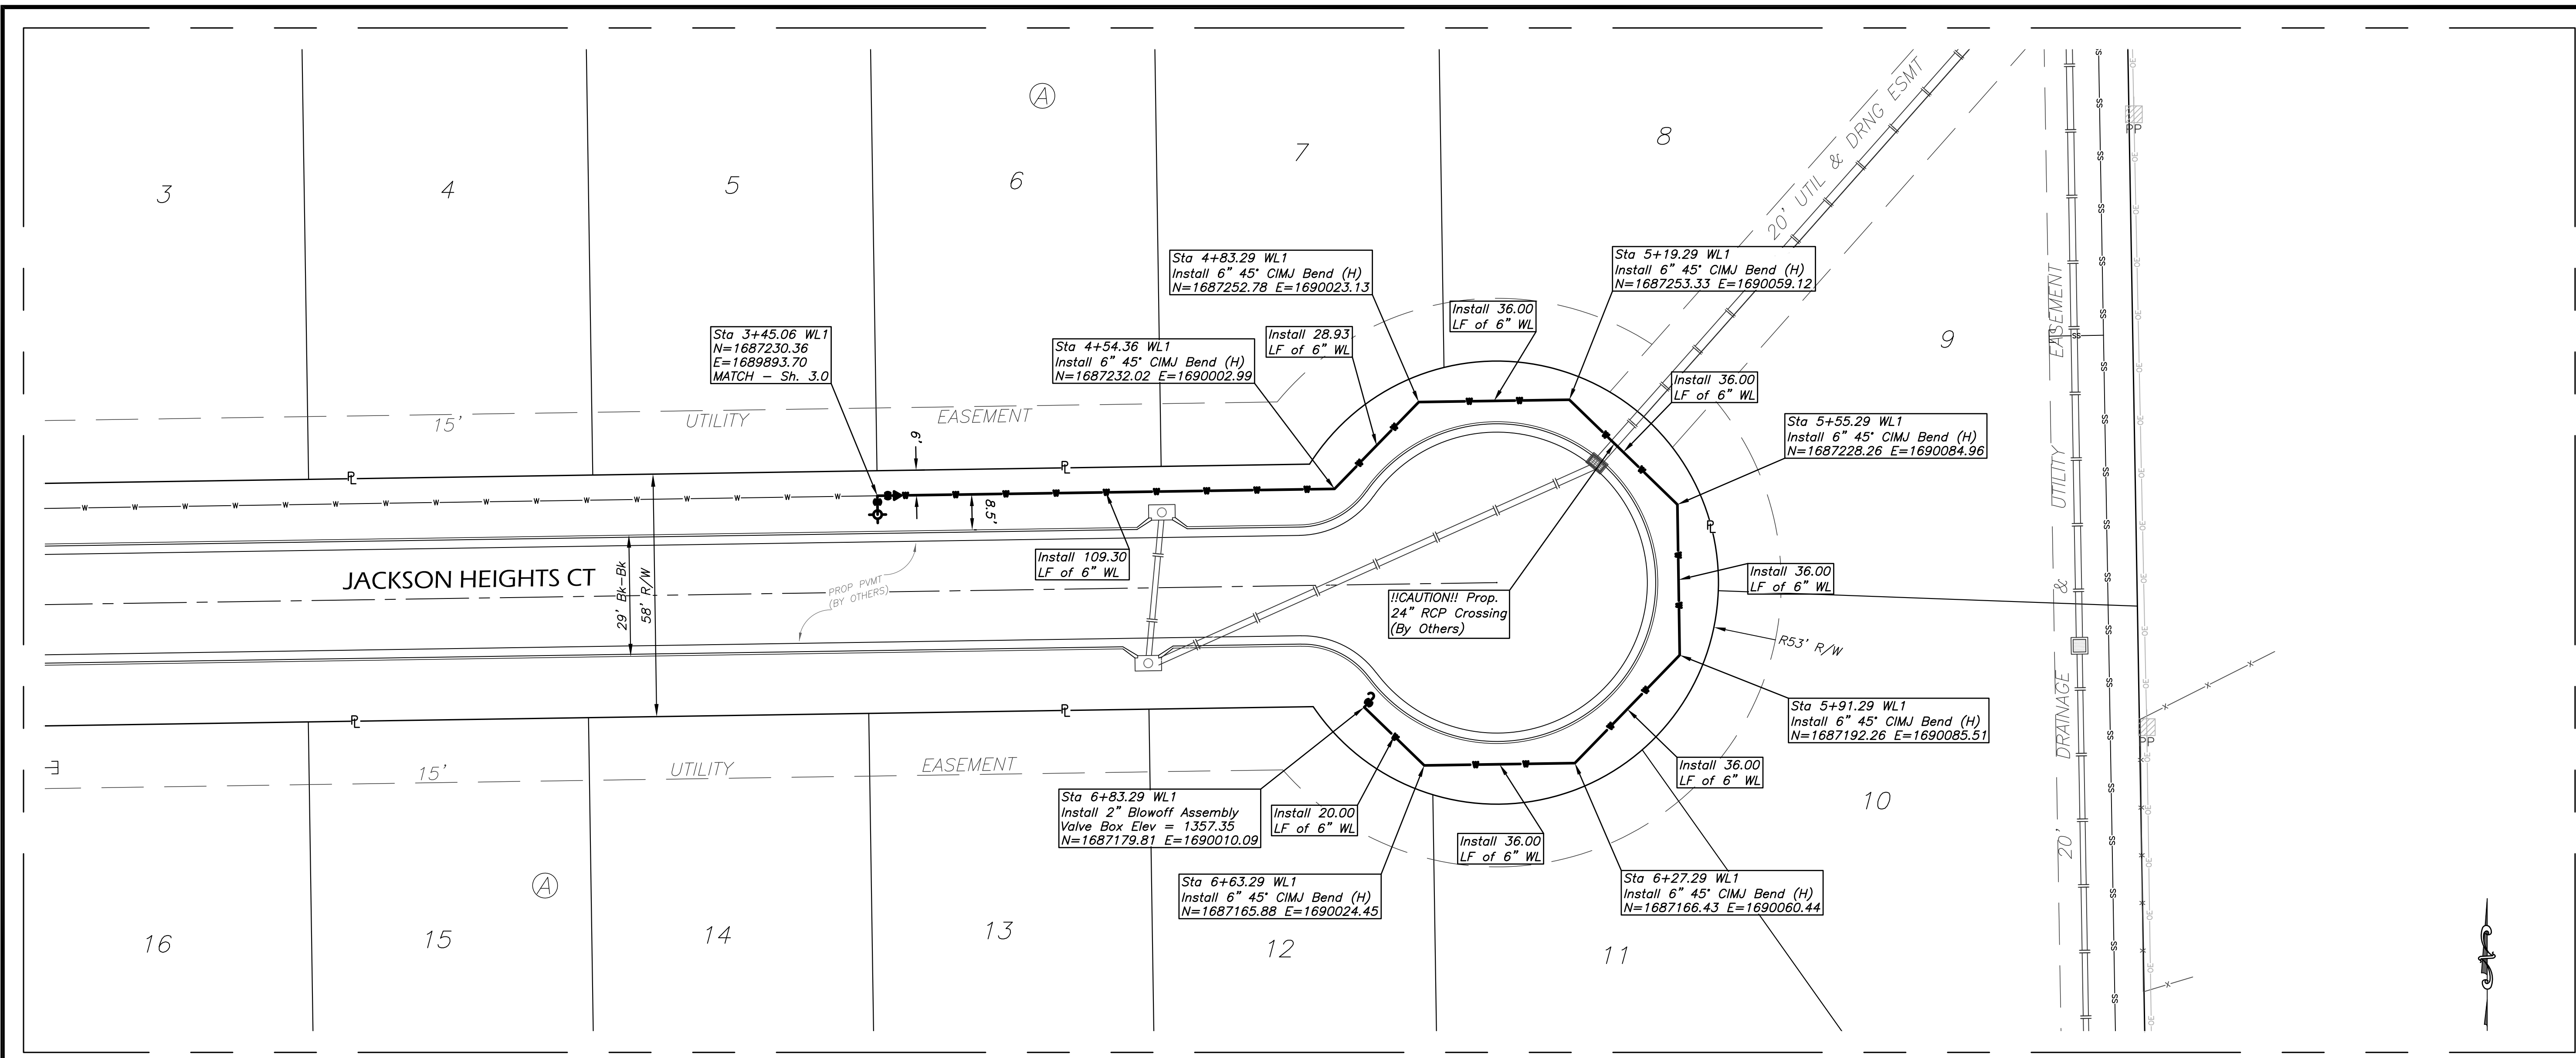 A
3
4
5
6
7
8
9
20' UTIL & DRNG ESMT
SS
OE
PP
Sta 4+83.29 WL1
Install 6" 45° CIMJ Bend (H)
N=1687252.78 E=1690023.13
Sta 5+19.29 WL1
Install 6" 45° CIMJ Bend (H)
N=1687253.33 E=1690059.12
Install 36.00
LF of 6" WL
Install 28.93
LF of 6" WL
Sta 3+45.06 WL1
N=1687230.36
E=1689893.70
MATCH – Sh. 3.0
Sta 4+54.36 WL1
Install 6" 45° CIMJ Bend (H)
N=1687232.02 E=1690002.99
Install 36.00
LF of 6" WL
Sta 5+55.29 WL1
Install 6" 45° CIMJ Bend (H)
N=1687228.26 E=1690084.96
15' UTILITY EASEMENT
6'
8.5'
PL
PL
PL
W
Install 109.30
LF of 6" WL
JACKSON HEIGHTS CT
29' Bk-Bk
58' R/W
PROP PVMT
(BY OTHERS)
!!CAUTION!! Prop.
24" RCP Crossing
(By Others)
Install 36.00
LF of 6" WL
R53' R/W
20' DRAINAGE & UTILITY EASEMENT
Sta 5+91.29 WL1
Install 6" 45° CIMJ Bend (H)
N=1687192.26 E=1690085.51
PL
PL
PP
15' UTILITY EASEMENT
Install 36.00
LF of 6" WL
Sta 6+83.29 WL1
Install 2" Blowoff Assembly
Valve Box Elev = 1357.35
N=1687179.81 E=1690010.09
Install 20.00
LF of 6" WL
Install 36.00
LF of 6" WL
10
Sta 6+63.29 WL1
Install 6" 45° CIMJ Bend (H)
N=1687165.88 E=1690024.45
Sta 6+27.29 WL1
Install 6" 45° CIMJ Bend (H)
N=1687166.43 E=1690060.44
A
16
15
14
13
12
11